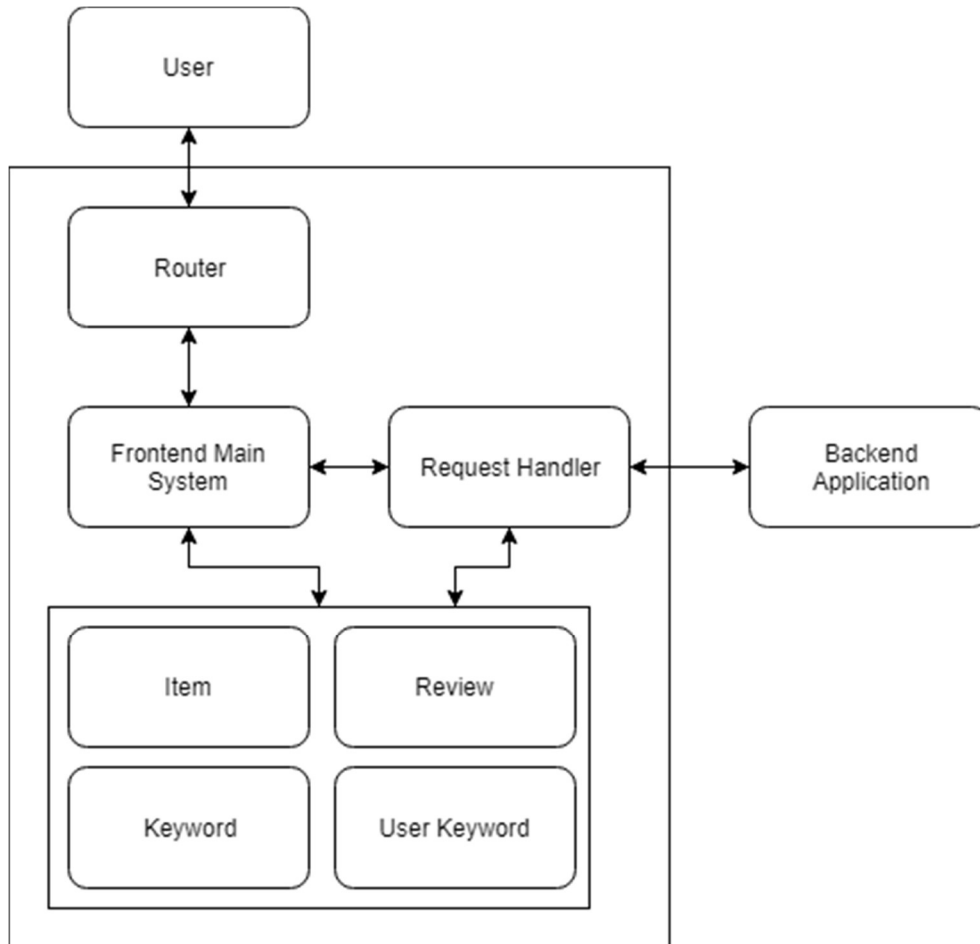 User
Router
Frontend Main
System
Request Handler
Backend
Application
Item
Review
Keyword
User Keyword